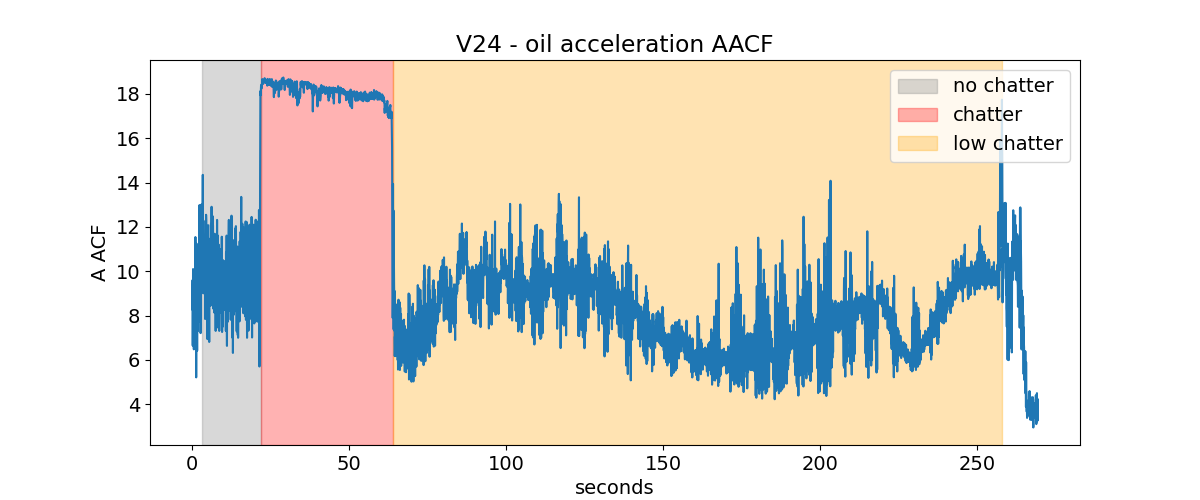 V24 - oil acceleration AACF
no chatter
chatter
low chatter
18
16
14
12
10
8
6
4
A ACF
0 50 100 150 200 250
seconds